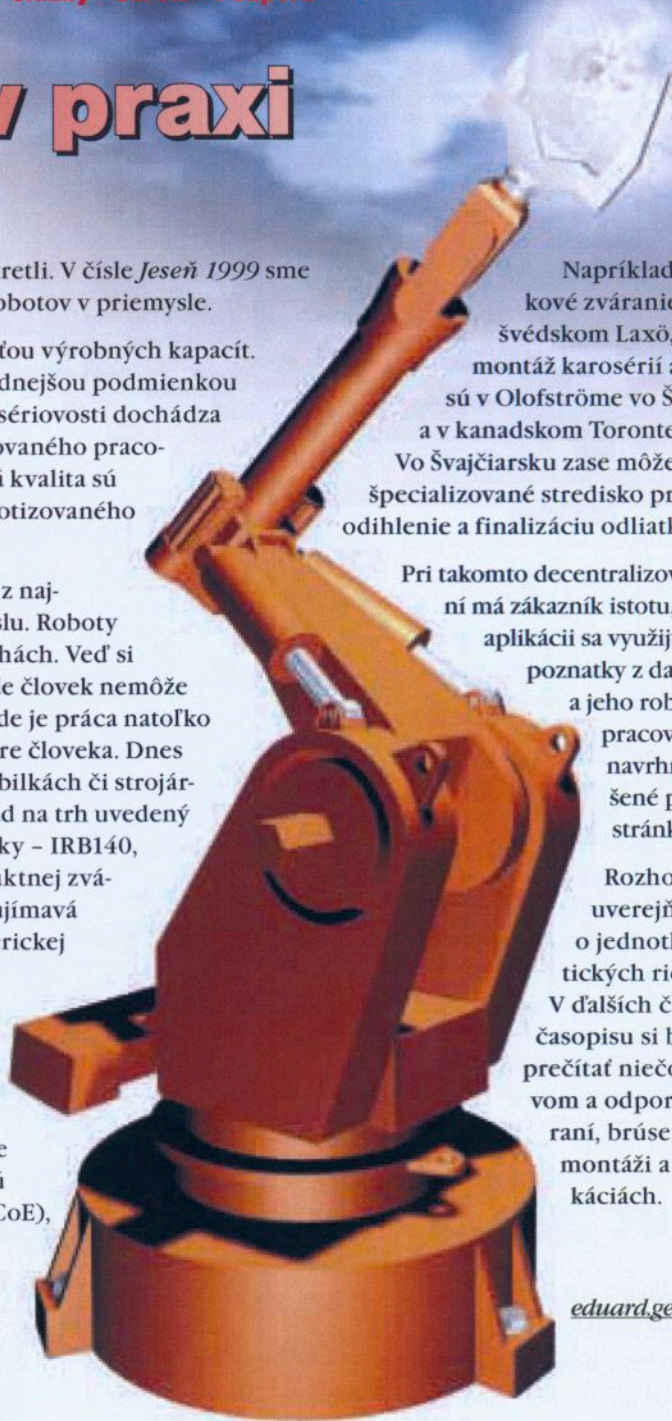 v praxi
retli. V čísle Jeseň 1999 sme
obotov v priemysle.
ťou výrobných kapacít.
dnejšou podmienkou
sériovosti dochádza
ovaného praco-
á kvalita sú
otizovaného
z naj-
slu. Roboty
hách. Veď si
de človek nemôže
de je práca natoľko
re človeka. Dnes
bilkách či strojár-
d na trh uvedený
ky – IRB140,
uktnej zvá-
ujímavá
erickej
e
ú
CoE),
Napríklad
kové zváranie
švédskom Laxö,
montáž karosérií a
sú v Olofströme vo Š
a v kanadskom Toronte
Vo Švajčiarsku zase môže
špecializované stredisko pr
odihlenie a finalizáciu odliatk
Pri takomto decentralizov
ní má zákazník istotu,
aplikácii sa využij
poznatky z da
a jeho rob
pracov
navrhn
šené p
stránk
Rozho
uverejň
o jednotl
tických rie
V ďalších č
časopisu si b
prečítať niečo
vom a odpor
raní, brúse
montáži a
káciách.
eduard.ge